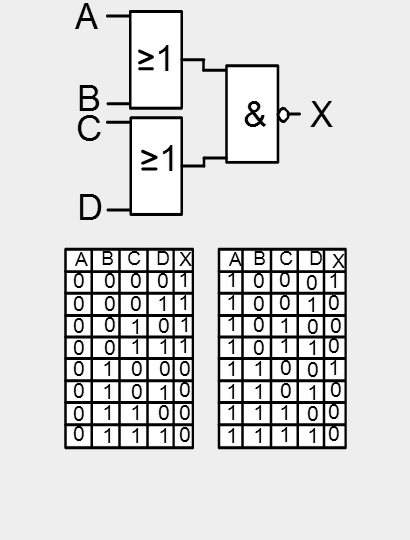 A
≥1
B
& X
C
≥1
D
A B C D X
0 0 0 0 1
0 0 0 1 1
0 0 1 0 1
0 0 1 1 1
0 1 0 0 0
0 1 0 1 0
0 1 1 0 0
0 1 1 1 0
A B C D X
1 0 0 0 1
1 0 0 1 0
1 0 1 0 0
1 0 1 1 0
1 1 0 0 1
1 1 0 1 0
1 1 1 0 0
1 1 1 1 0